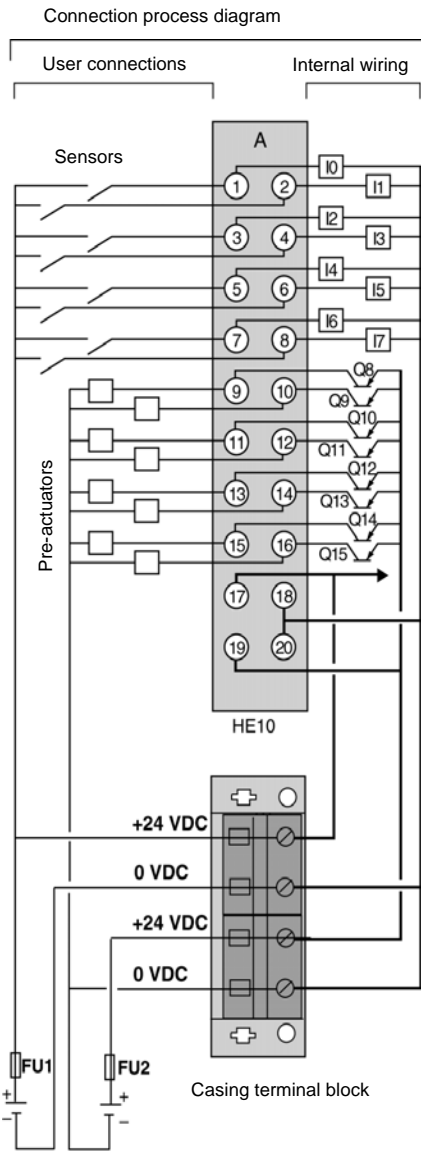 Connection process diagram
User connections
Internal wiring
A
Sensors
I0
1 2 I1
I2
3 4 I3
I4
5 6 I5
I6
7 8 I7
Q8
9 10
Q9
Q10
11 12
Q11
Q12
13 14
Q13
Q14
15 16
Q15
Pre-actuators
17 18
19 20
HE10
+24 VDC
0 VDC
+24 VDC
0 VDC
FU1
FU2
+
+
–
–
Casing terminal block